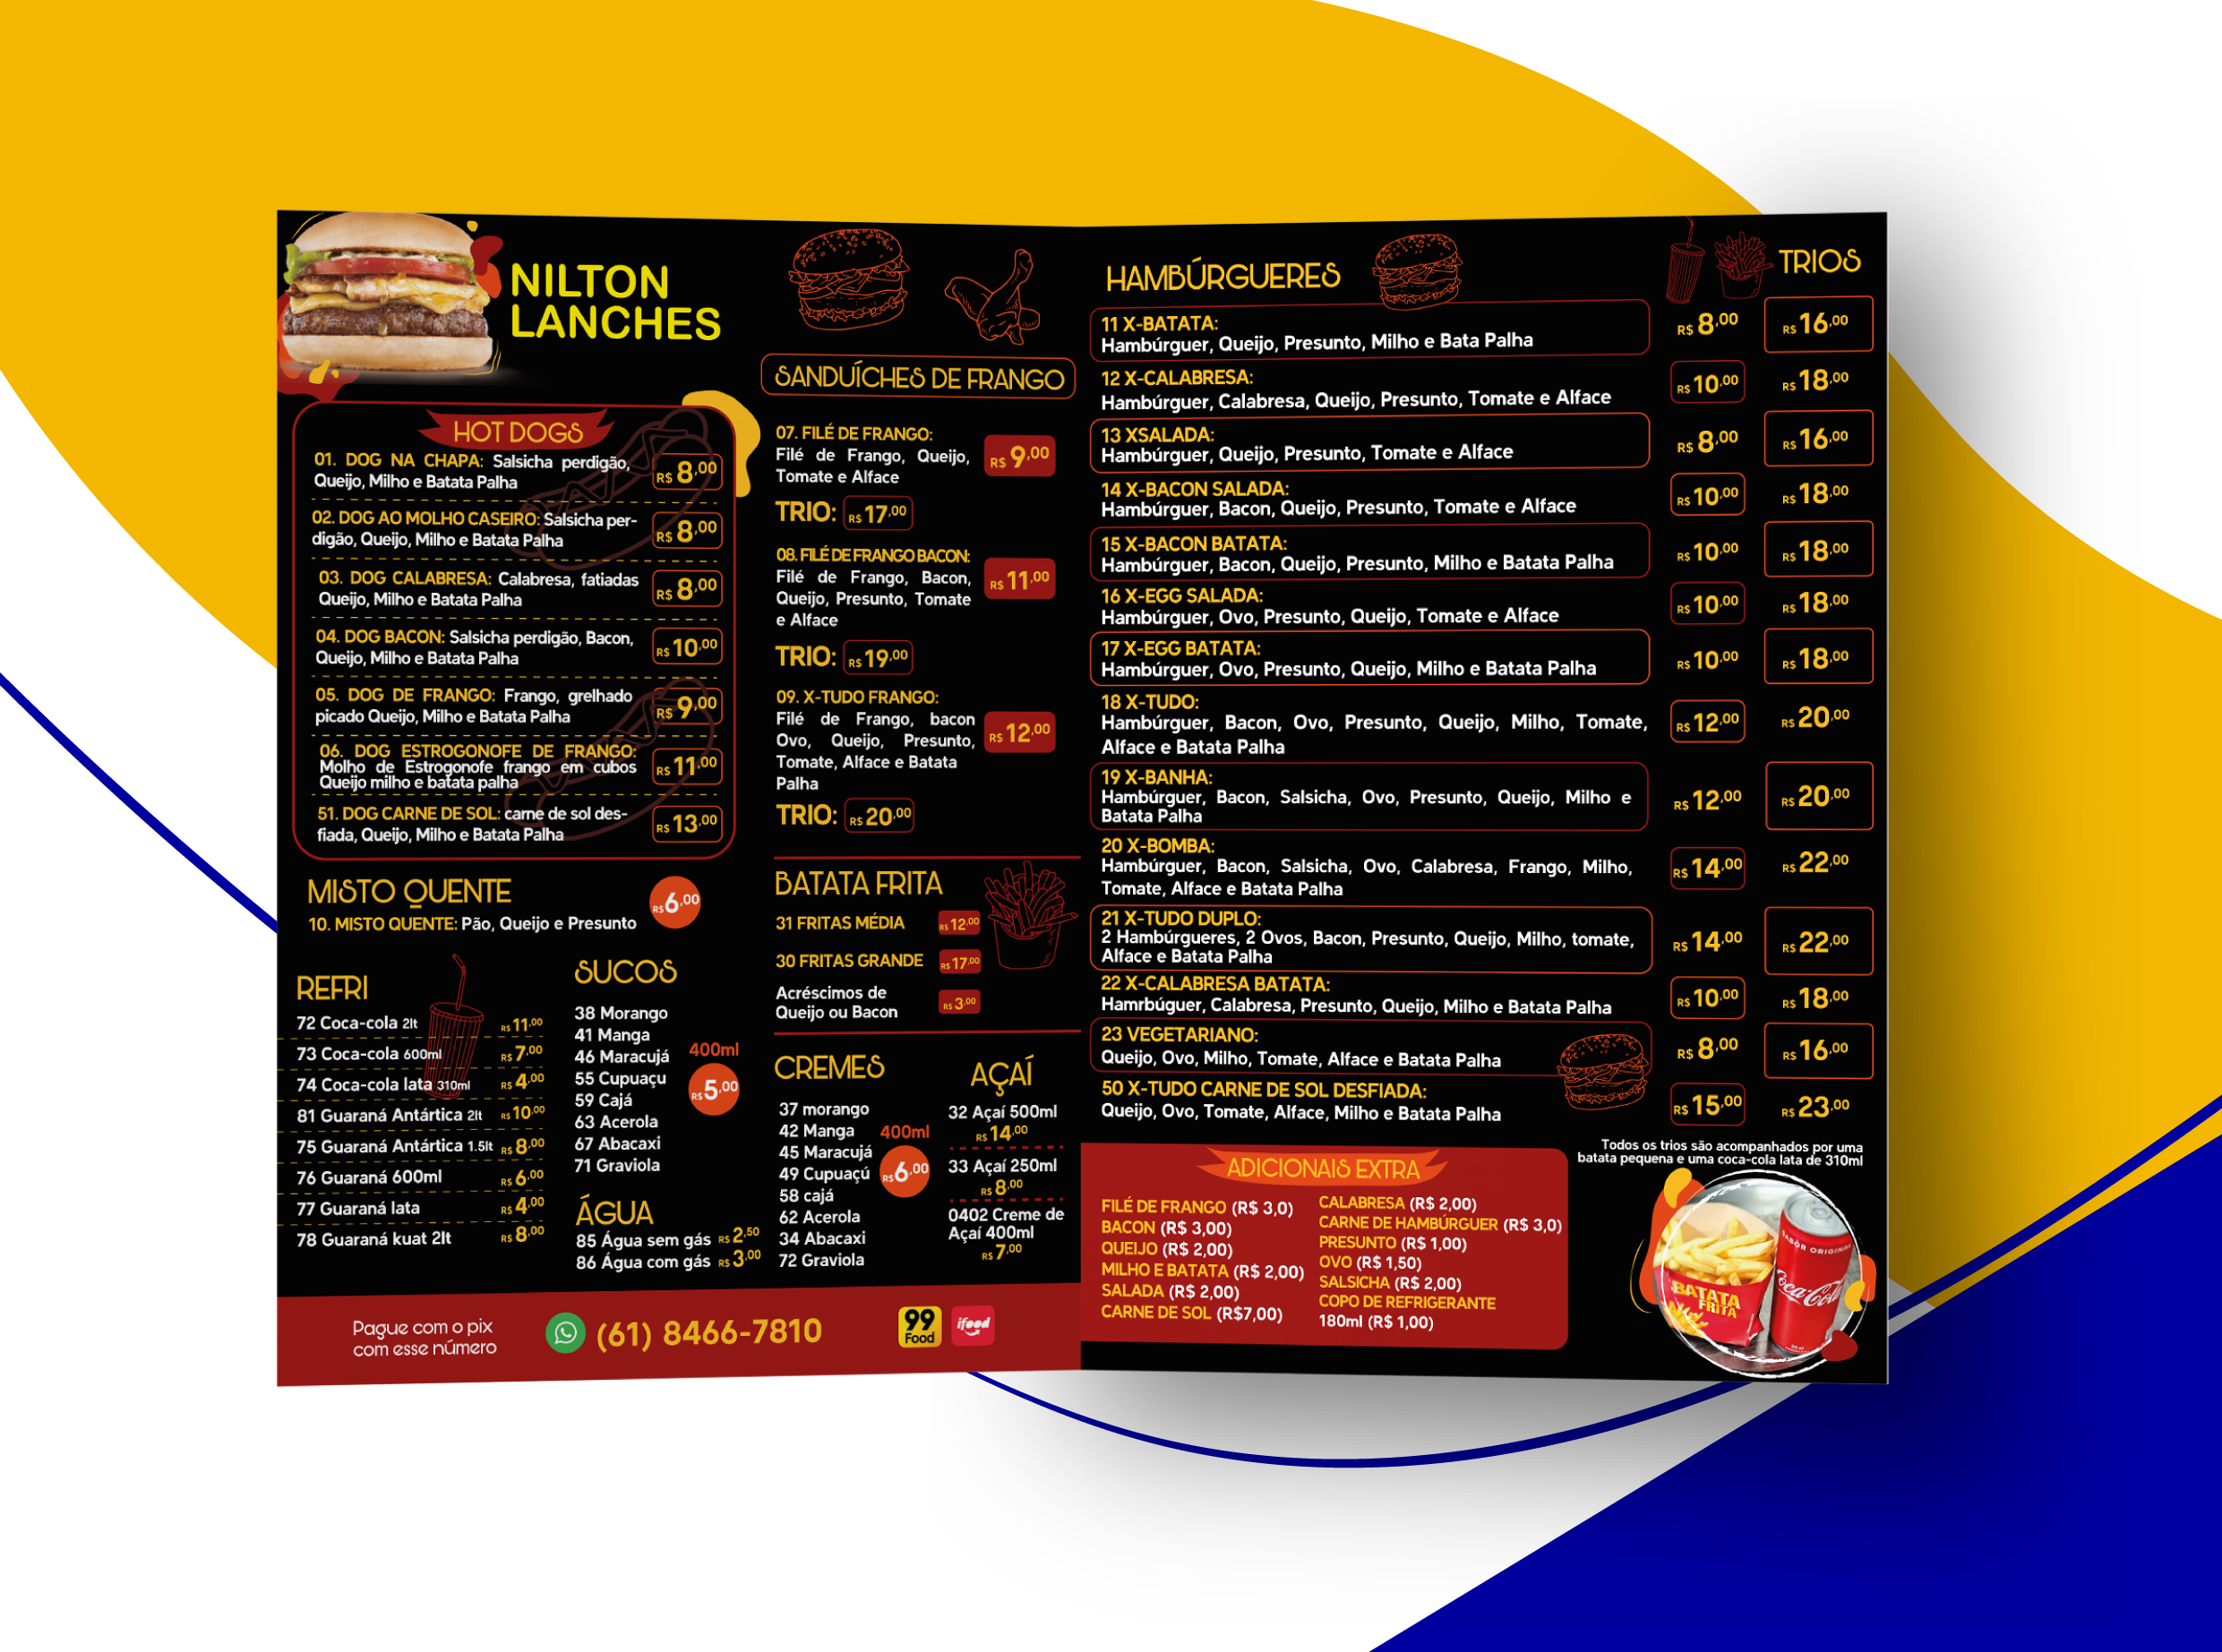 NILTON
LANCHES
HOT DOGS
01. DOG NA CHAPA: Salsicha perdigão,
Queijo, Milho e Batata Palha
R$ 8,00
02. DOG AO MOLHO CASEIRO: Salsicha per-
digão, Queijo, Milho e Batata Palha
R$ 8,00
03. DOG CALABRESA: Calabresa, fatiadas
Queijo, Milho e Batata Palha
R$ 8,00
04. DOG BACON: Salsicha perdigão, Bacon,
Queijo, Milho e Batata Palha
R$ 10,00
05. DOG DE FRANGO: Frango, grelhado
picado Queijo, Milho e Batata Palha
R$ 9,00
06. DOG ESTROGONOFE DE FRANGO:
Molho de Estrogonofe frango em cubos
Queijo milho e batata palha
R$ 11,00
51. DOG CARNE DE SOL: carne de sol des-
fiada, Queijo, Milho e Batata Palha
R$ 13,00
MISTO QUENTE
10. MISTO QUENTE: Pão, Queijo e Presunto
R$ 6,00
REFRI
72 Coca-cola 2lt R$ 11,00
73 Coca-cola 600ml R$ 7,00
74 Coca-cola lata 310ml R$ 4,00
81 Guaraná Antártica 2lt R$ 10,00
75 Guaraná Antártica 1.5lt R$ 8,00
76 Guaraná 600ml R$ 6,00
77 Guaraná lata R$ 4,00
78 Guaraná kuat 2lt R$ 8,00
SUCOS
38 Morango
41 Manga
46 Maracujá
55 Cupuaçu
59 Cajá
63 Acerola
67 Abacaxi
71 Graviola
400ml
R$ 5,00
ÁGUA
85 Água sem gás R$ 2,50
86 Água com gás R$ 3,00
SANDUÍCHES DE FRANGO
07. FILÉ DE FRANGO:
Filé de Frango, Queijo,
Tomate e Alface
R$ 9,00
TRIO: R$ 17,00
08. FILÉ DE FRANGO BACON:
Filé de Frango, Bacon,
Queijo, Presunto, Tomate
e Alface
R$ 11,00
TRIO: R$ 19,00
09. X-TUDO FRANGO:
Filé de Frango, bacon
Ovo, Queijo, Presunto,
Tomate, Alface e Batata
Palha
R$ 12,00
TRIO: R$ 20,00
BATATA FRITA
31 FRITAS MÉDIA R$ 12,00
30 FRITAS GRANDE R$ 17,00
Acréscimos de
Queijo ou Bacon
R$ 3,00
CREMES
37 morango
42 Manga
45 Maracujá
49 Cupuaçú
58 cajá
62 Acerola
34 Abacaxi
72 Graviola
400ml
R$ 6,00
AÇAÍ
32 Açaí 500ml
R$ 14,00
33 Açaí 250ml
R$ 8,00
0402 Creme de
Açaí 400ml
R$ 7,00
Pague com o pix
com esse número
(61) 8466-7810
99
Food
ifood
HAMBÚRGUERES
TRIOS
11 X-BATATA:
Hambúrguer, Queijo, Presunto, Milho e Bata Palha
R$ 8,00 R$ 16,00
12 X-CALABRESA:
Hambúrguer, Calabresa, Queijo, Presunto, Tomate e Alface
R$ 10,00 R$ 18,00
13 XSALADA:
Hambúrguer, Queijo, Presunto, Tomate e Alface
R$ 8,00 R$ 16,00
14 X-BACON SALADA:
Hambúrguer, Bacon, Queijo, Presunto, Tomate e Alface
R$ 10,00 R$ 18,00
15 X-BACON BATATA:
Hambúrguer, Bacon, Queijo, Presunto, Milho e Batata Palha
R$ 10,00 R$ 18,00
16 X-EGG SALADA:
Hambúrguer, Ovo, Presunto, Queijo, Tomate e Alface
R$ 10,00 R$ 18,00
17 X-EGG BATATA:
Hambúrguer, Ovo, Presunto, Queijo, Milho e Batata Palha
R$ 10,00 R$ 18,00
18 X-TUDO:
Hambúrguer, Bacon, Ovo, Presunto, Queijo, Milho, Tomate,
Alface e Batata Palha
R$ 12,00 R$ 20,00
19 X-BANHA:
Hambúrguer, Bacon, Salsicha, Ovo, Presunto, Queijo, Milho e
Batata Palha
R$ 12,00 R$ 20,00
20 X-BOMBA:
Hambúrguer, Bacon, Salsicha, Ovo, Calabresa, Frango, Milho,
Tomate, Alface e Batata Palha
R$ 14,00 R$ 22,00
21 X-TUDO DUPLO:
2 Hambúrgueres, 2 Ovos, Bacon, Presunto, Queijo, Milho, tomate,
Alface e Batata Palha
R$ 14,00 R$ 22,00
22 X-CALABRESA BATATA:
Hamrbúguer, Calabresa, Presunto, Queijo, Milho e Batata Palha
R$ 10,00 R$ 18,00
23 VEGETARIANO:
Queijo, Ovo, Milho, Tomate, Alface e Batata Palha
R$ 8,00 R$ 16,00
50 X-TUDO CARNE DE SOL DESFIADA:
Queijo, Ovo, Tomate, Alface, Milho e Batata Palha
R$ 15,00 R$ 23,00
Todos os trios são acompanhados por uma
batata pequena e uma coca-cola lata de 310ml
ADICIONAIS EXTRA
FILÉ DE FRANGO (R$ 3,0)
BACON (R$ 3,00)
QUEIJO (R$ 2,00)
MILHO E BATATA (R$ 2,00)
SALADA (R$ 2,00)
CARNE DE SOL (R$7,00)
CALABRESA (R$ 2,00)
CARNE DE HAMBÚRGUER (R$ 3,0)
PRESUNTO (R$ 1,00)
OVO (R$ 1,50)
SALSICHA (R$ 2,00)
COPO DE REFRIGERANTE
180ml (R$ 1,00)
BATATA
FRITA
SABOR ORIGINAL
Coca-Cola